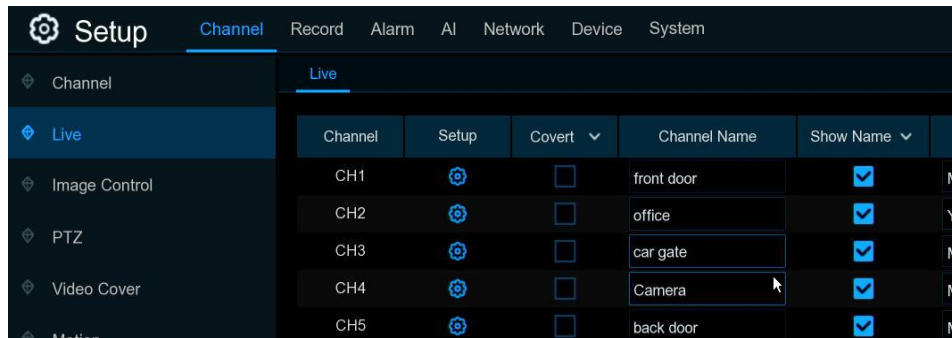 Setup Channel Record Alarm AI Network Device System
Channel
Live
Image Control
PTZ
Video Cover
Live
Channel Setup Covert Channel Name Show Name
CH1 front door
CH2 office
CH3 car gate
CH4 Camera
CH5 back door